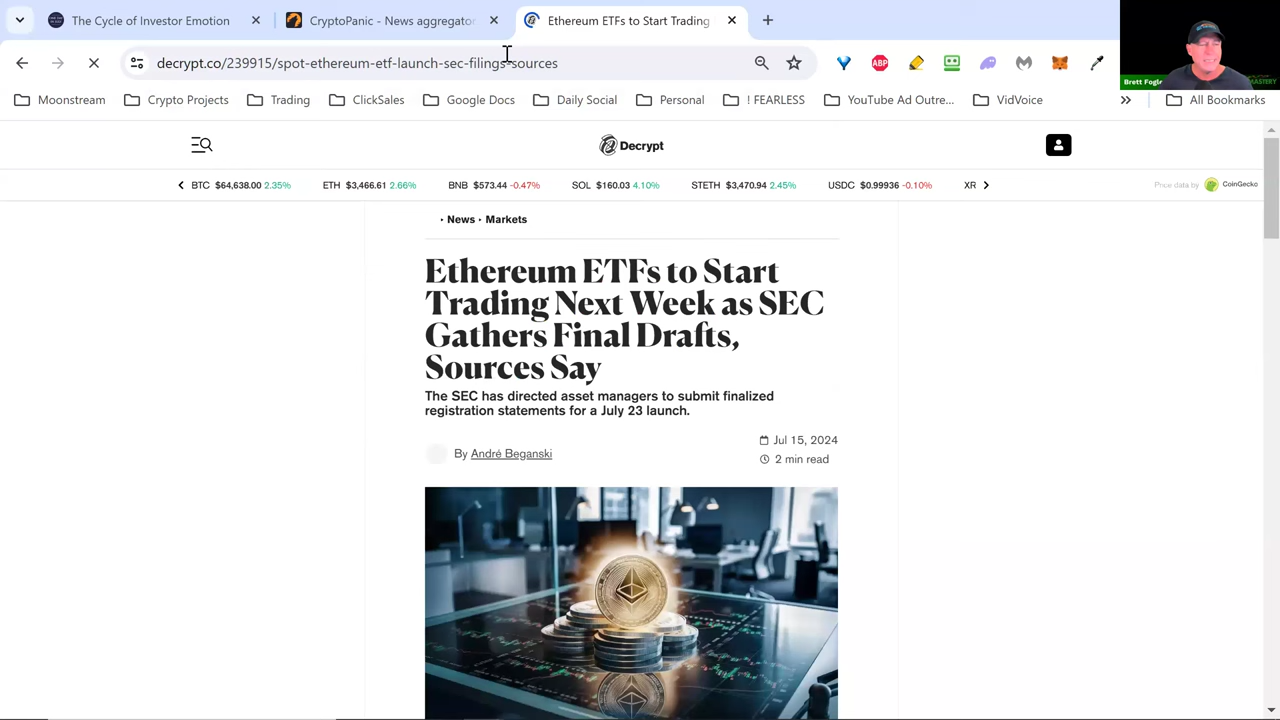 The Cycle of Investor Emotion
CryptoPanic - News aggregator
Ethereum ETFs to Start Trading
decrypt.co/239915/spot-ethereum-etf-launch-sec-filings-sources
ABP
Moonstream
Crypto Projects
Trading
ClickSales
Google Docs
Daily Social
Personal
! FEARLESS
YouTube Ad Outre...
VidVoice
All Bookmarks
Brett Fogle
MASTERY
Decrypt
BTC $64,638.00 2.35%
ETH $3,466.61 2.66%
BNB $573.44 -0.47%
SOL $160.03 4.10%
STETH $3,470.94 2.45%
USDC $0.99936 -0.10%
XR
Price data by CoinGecko
· News · Markets
Ethereum ETFs to Start
Trading Next Week as SEC
Gathers Final Drafts,
Sources Say
The SEC has directed asset managers to submit finalized
registration statements for a July 23 launch.
By André Beganski
Jul 15, 2024
2 min read